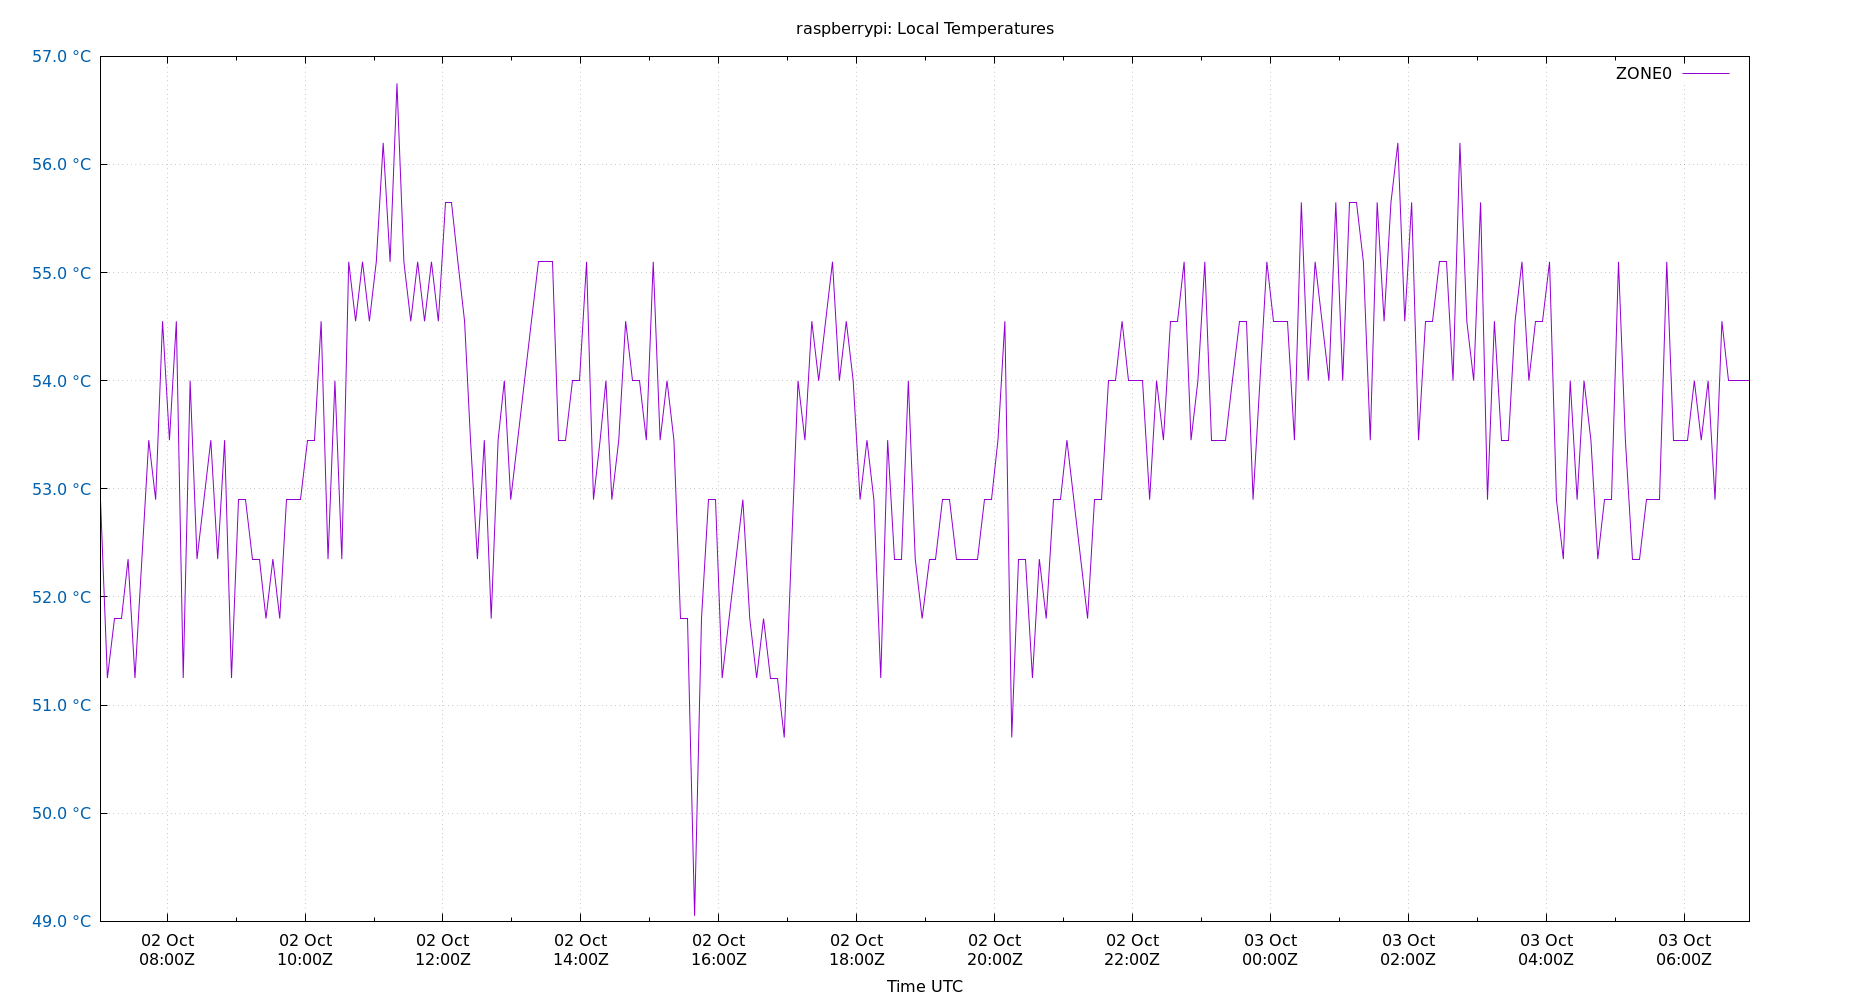 raspberrypi: Local Temperatures
57.0 °C
ZONE0
56.0 °C
55.0 °C
54.0 °C
53.0 °C
52.0 °C
51.0 °C
50.0 °C
49.0 °C
02 Oct 02 Oct 02 Oct 02 Oct 02 Oct 02 Oct 02 Oct 02 Oct 03 Oct 03 Oct 03 Oct 03 Oct
08:00Z 10:00Z 12:00Z 14:00Z 16:00Z 18:00Z 20:00Z 22:00Z 00:00Z 02:00Z 04:00Z 06:00Z
Time UTC